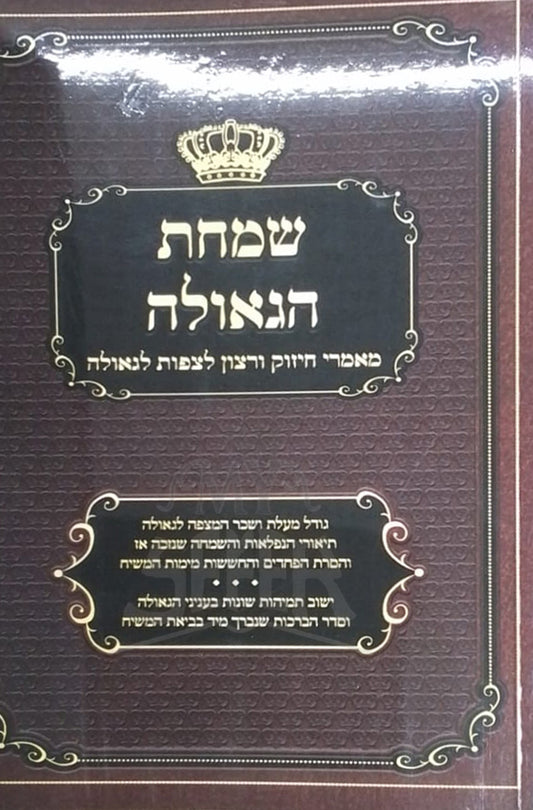 שמחת
הגאולה
מאמרי חיזוק ורצון לצפות לגאולה
גודל מעלת ושכר המצפה לגאולה
תיאורי הנפלאות והשמחה שנזכה אז
והסרת הפחדים והחששות מימות המשיח
ישוב תמיהות שונות בעניני הגאולה
וסדר הברכות שנברך מיד בביאת המשיח